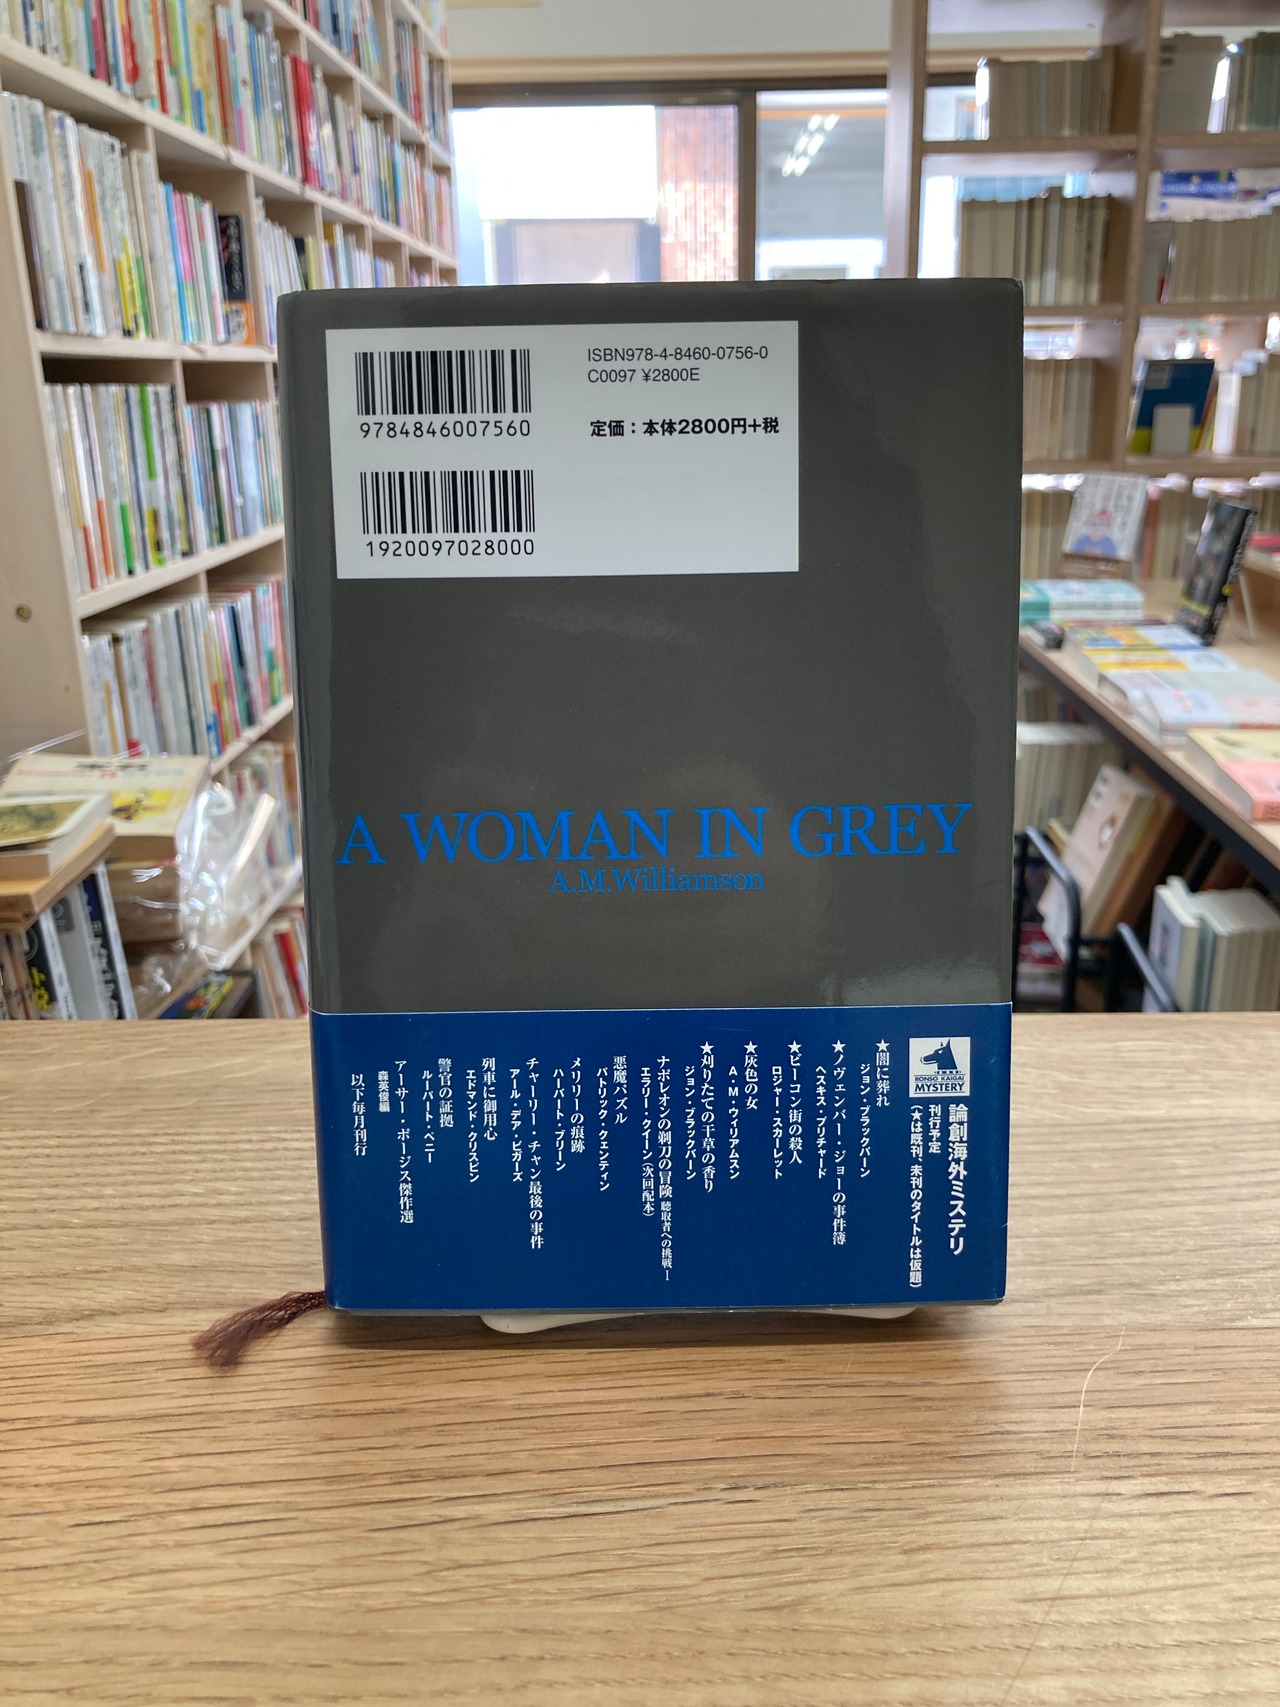 ISBN978-4-8460-0756-0
C0097 ¥2800E
定価：本体2800円+税
9784846007560
1920097028000
A WOMAN IN GREY
A.M.Williamson
RONSO KAIGAI
MYSTERY
論創海外ミステリ
刊行予定
(★は既刊、未刊のタイトルは仮題)
★闇に葬れ
ジョン・ブラックバーン
★ノヴェンバー・ジョーの事件簿
ヘスキス・プリチャード
★ビーコン街の殺人
ロジャー・スカーレット
★灰色の女
A・M・ウィリアムスン
★刈りたての干草の香り
ジョン・ブラックバーン
ナポレオンの剃刀の冒険 聴取者への挑戦Ⅰ
エラリー・クイーン(次回配本)
悪魔パズル
パトリック・クェンティン
メリリーの痕跡
ハーバート・ブリーン
チャーリー・チャン最後の事件
アール・デア・ビガーズ
列車に御用心
エドマンド・クリスピン
警官の証拠
ルーパート・ペニー
アーサー・ポージス傑作選
森英俊編
以下毎月刊行